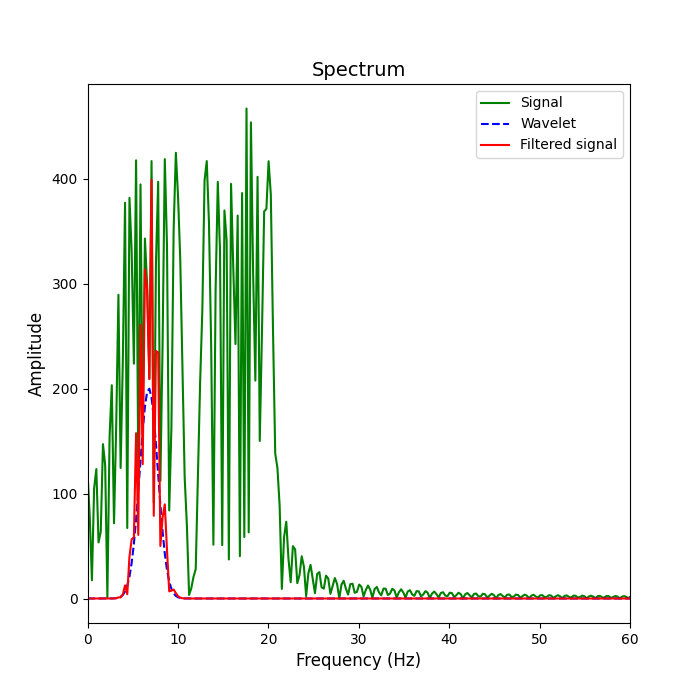 Spectrum
Signal
Wavelet
Filtered signal
Amplitude
400
300
200
100
0
0 10 20 30 40 50 60
Frequency (Hz)